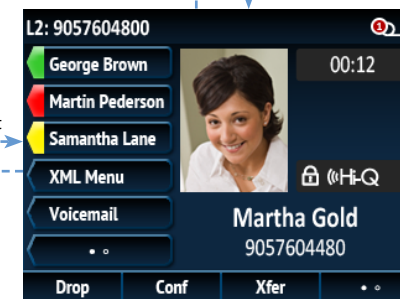 L2: 9057604800
1
George Brown
00:12
Martin Pederson
Samantha Lane
XML Menu
Hi-Q
Voicemail
Martha Gold
9057604480
Drop Conf Xfer